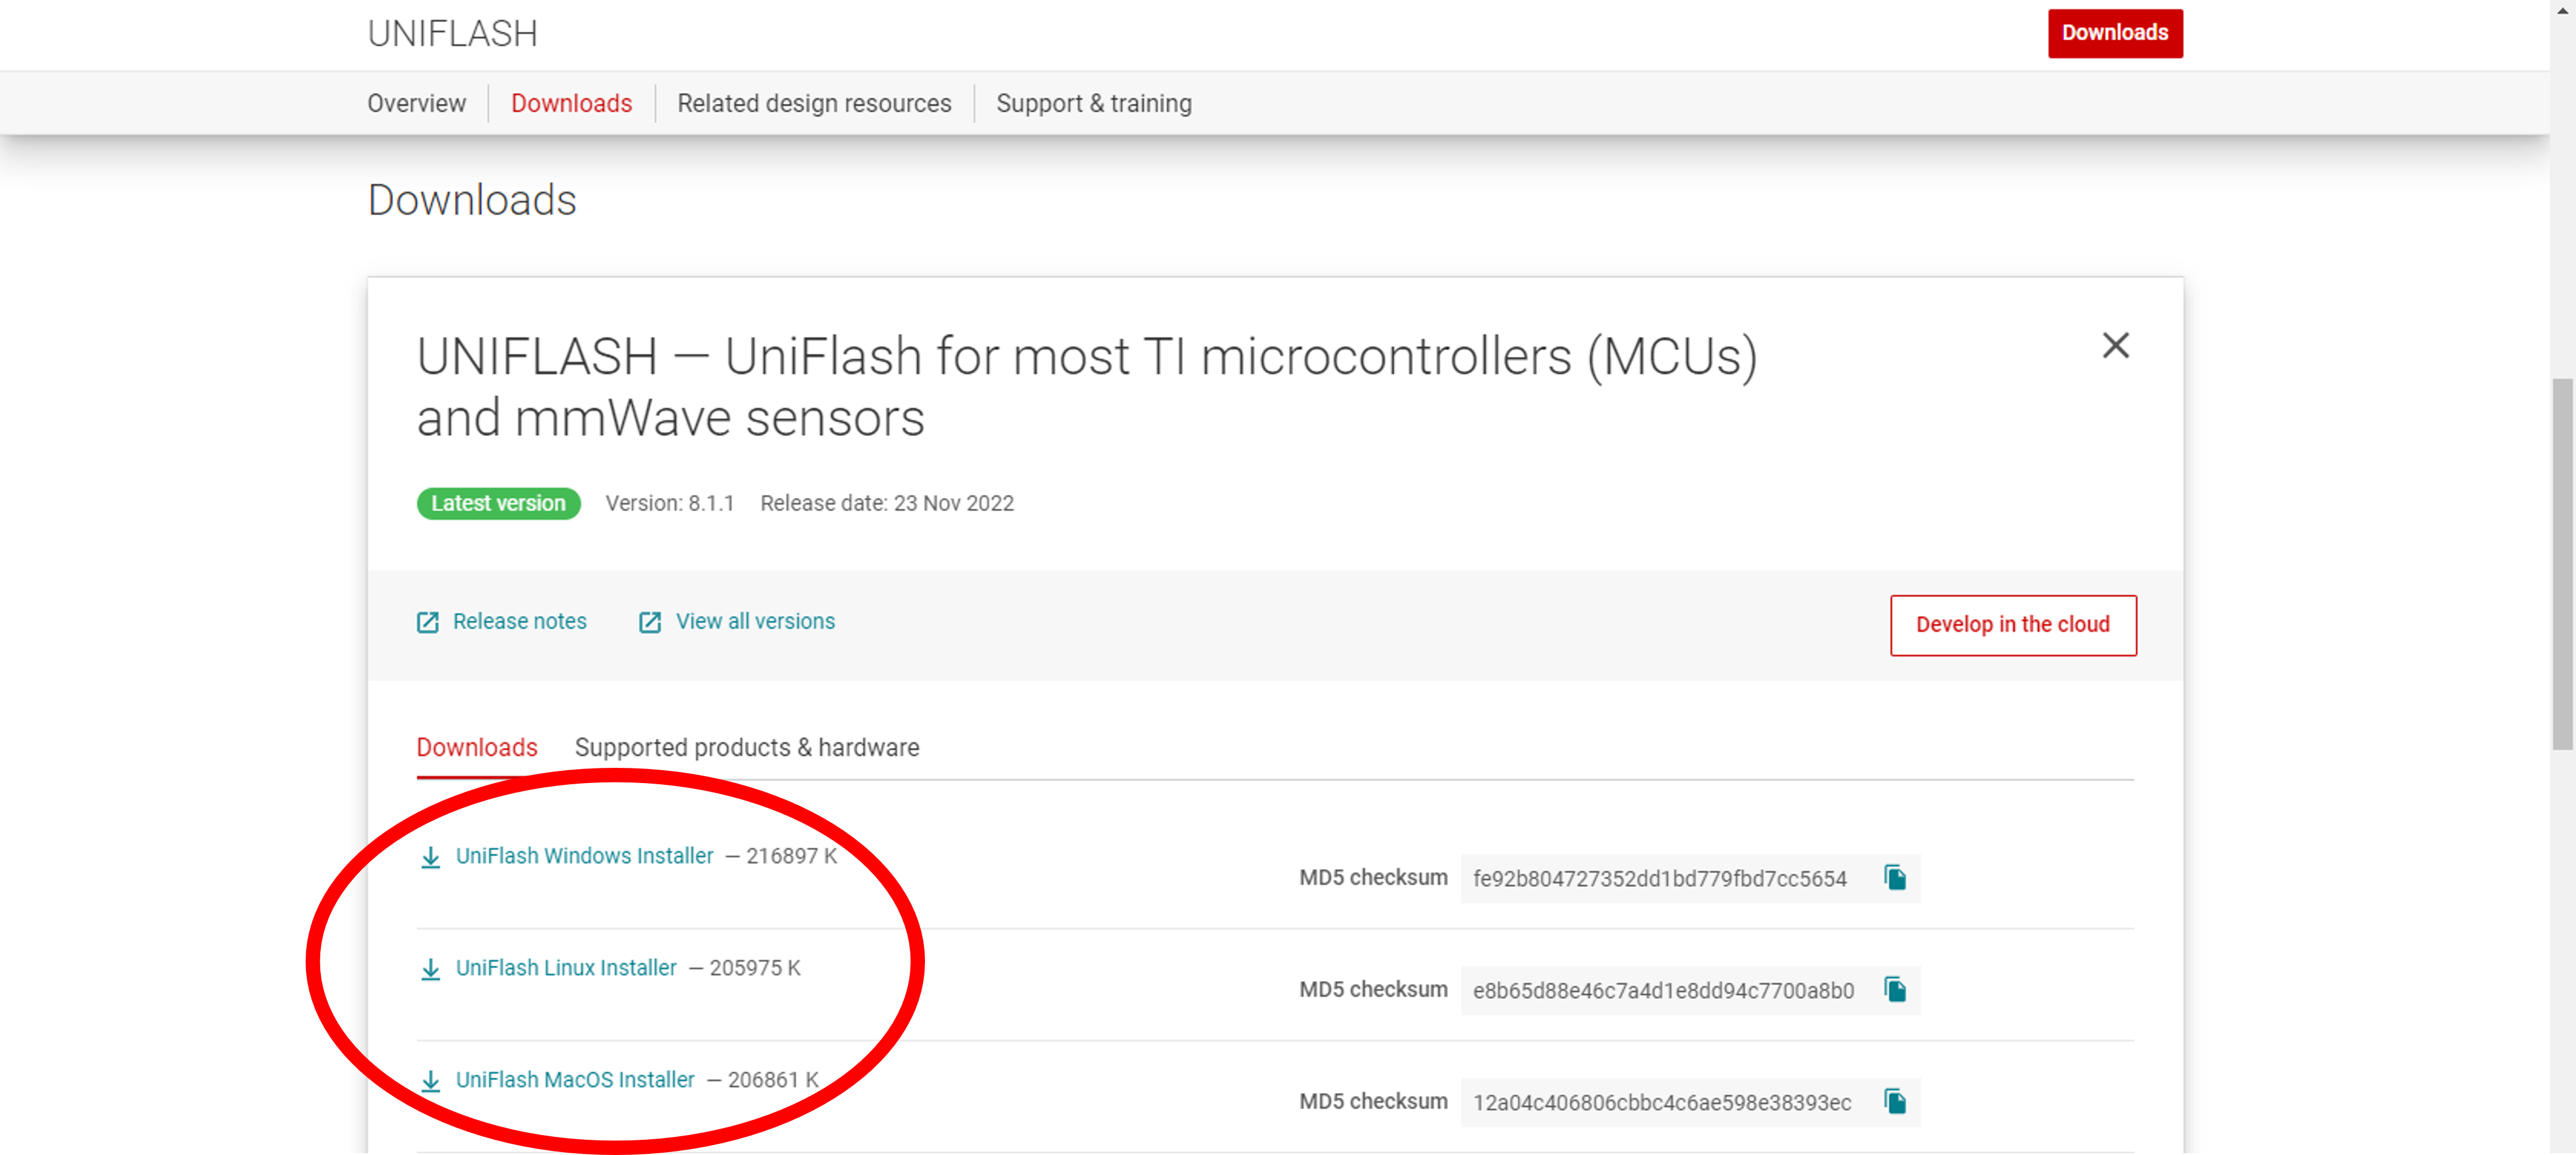 UNIFLASH
Downloads
Overview
Downloads
Related design resources
Support & training
Downloads
UNIFLASH — UniFlash for most TI microcontrollers (MCUs)
and mmWave sensors
Latest version Version: 8.1.1 Release date: 23 Nov 2022
Release notes View all versions
Develop in the cloud
Downloads Supported products & hardware
UniFlash Windows Installer — 216897 K
MD5 checksum fe92b804727352dd1bd779fbd7cc5654
UniFlash Linux Installer — 205975 K
MD5 checksum e8b65d88e46c7a4d1e8dd94c7700a8b0
UniFlash MacOS Installer — 206861 K
MD5 checksum 12a04c406806cbbc4c6ae598e38393ec